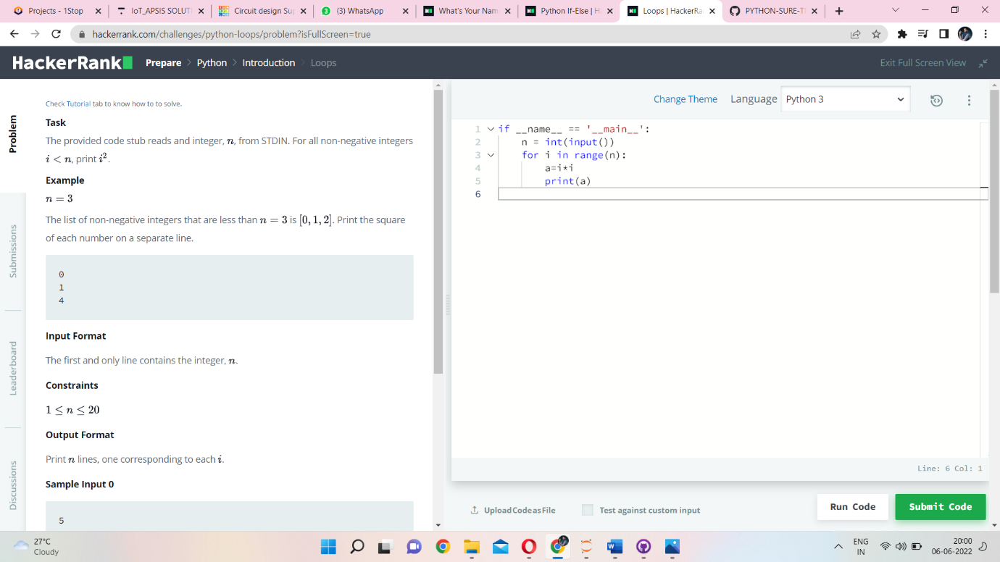 Projects - 1Stop
IoT_APSIS SOLUTI
Circuit design Sup
(3) WhatsApp
What's Your Nam
Python If-Else | Ha
Loops | HackerRa
PYTHON-SURE-TR
hackerrank.com/challenges/python-loops/problem?isFullScreen=true
HackerRank
Prepare > Python > Introduction > Loops
Exit Full Screen View
Problem
Submissions
Leaderboard
Discussions
Check Tutorial tab to know how to to solve.
Task
The provided code stub reads and integer, n, from STDIN. For all non-negative integers
i < n, print i².
Example
n = 3
The list of non-negative integers that are less than n = 3 is [0, 1, 2]. Print the square
of each number on a separate line.
0
1
4
Input Format
The first and only line contains the integer, n.
Constraints
1 ≤ n ≤ 20
Output Format
Print n lines, one corresponding to each i.
Sample Input 0
5
Change Theme Language Python 3
1 if __name__ == '__main__':
2 n = int(input())
3 for i in range(n):
4 a=i*i
5 print(a)
6
Line: 6 Col: 1
Upload Code as File
Test against custom input
Run Code
Submit Code
27°C
Cloudy
ENG
IN
20:00
06-06-2022